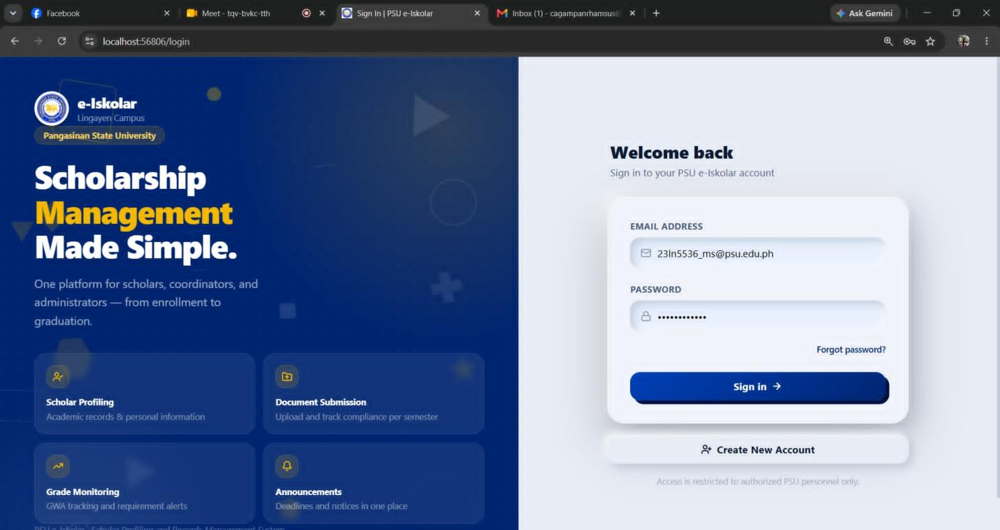 Facebook
Meet - tqv-bvkc-tth
Sign In | PSU e-Iskolar
Inbox (1) - cagampanrhamsus@
Ask Gemini
localhost:56806/login
e-Iskolar
Lingayen Campus
Pangasinan State University
Scholarship
Management
Made Simple.
One platform for scholars, coordinators, and
administrators — from enrollment to
graduation.
Scholar Profiling
Academic records & personal information
Document Submission
Upload and track compliance per semester
Grade Monitoring
GWA tracking and requirement alerts
Announcements
Deadlines and notices in one place
PSU e-Iskolar · Scholar Profiling and Records Management System
Welcome back
Sign in to your PSU e-Iskolar account
EMAIL ADDRESS
23ln5536_ms@psu.edu.ph
PASSWORD
••••••••••••
Forgot password?
Sign in →
Create New Account
Access is restricted to authorized PSU personnel only.